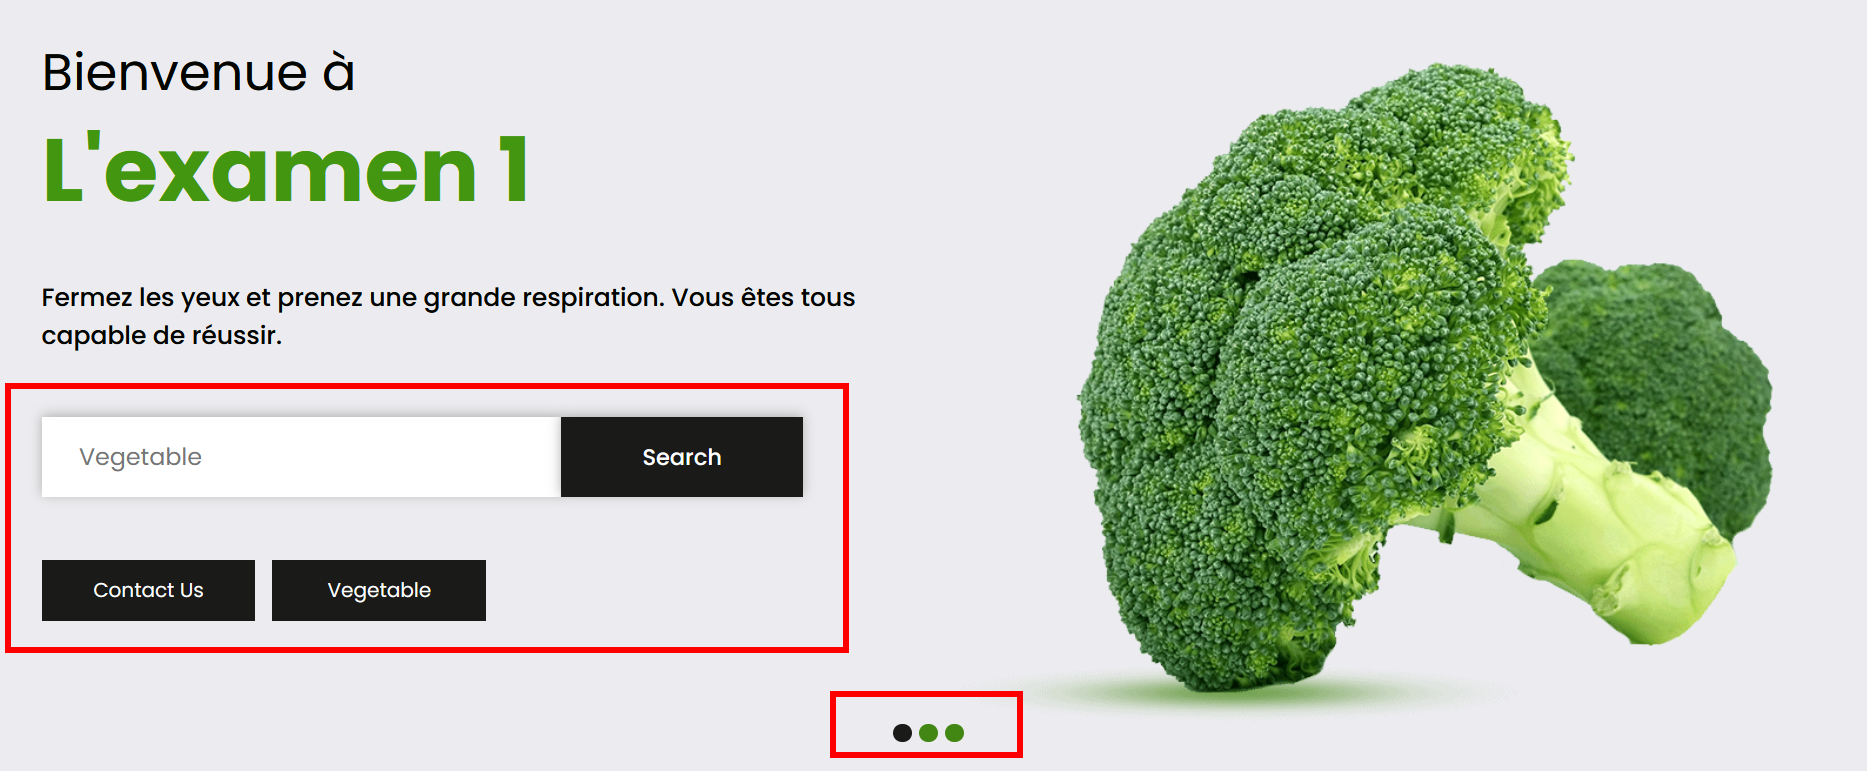 Bienvenue à
L'examen 1
Fermez les yeux et prenez une grande respiration. Vous êtes tous
capable de réussir.
Vegetable
Search
Contact Us
Vegetable